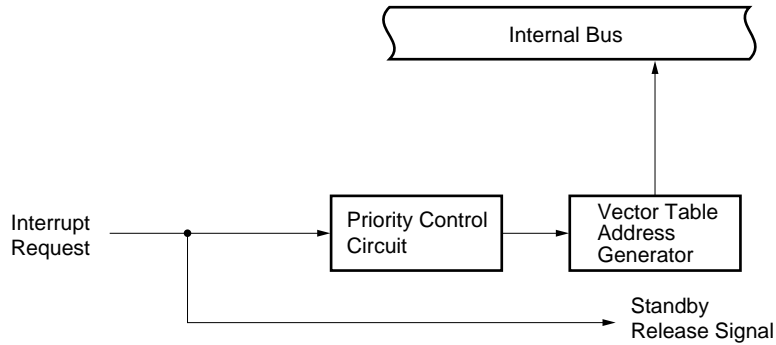 Internal Bus
Interrupt
Request
Priority Control
Circuit
Vector Table
Address
Generator
Standby
Release Signal